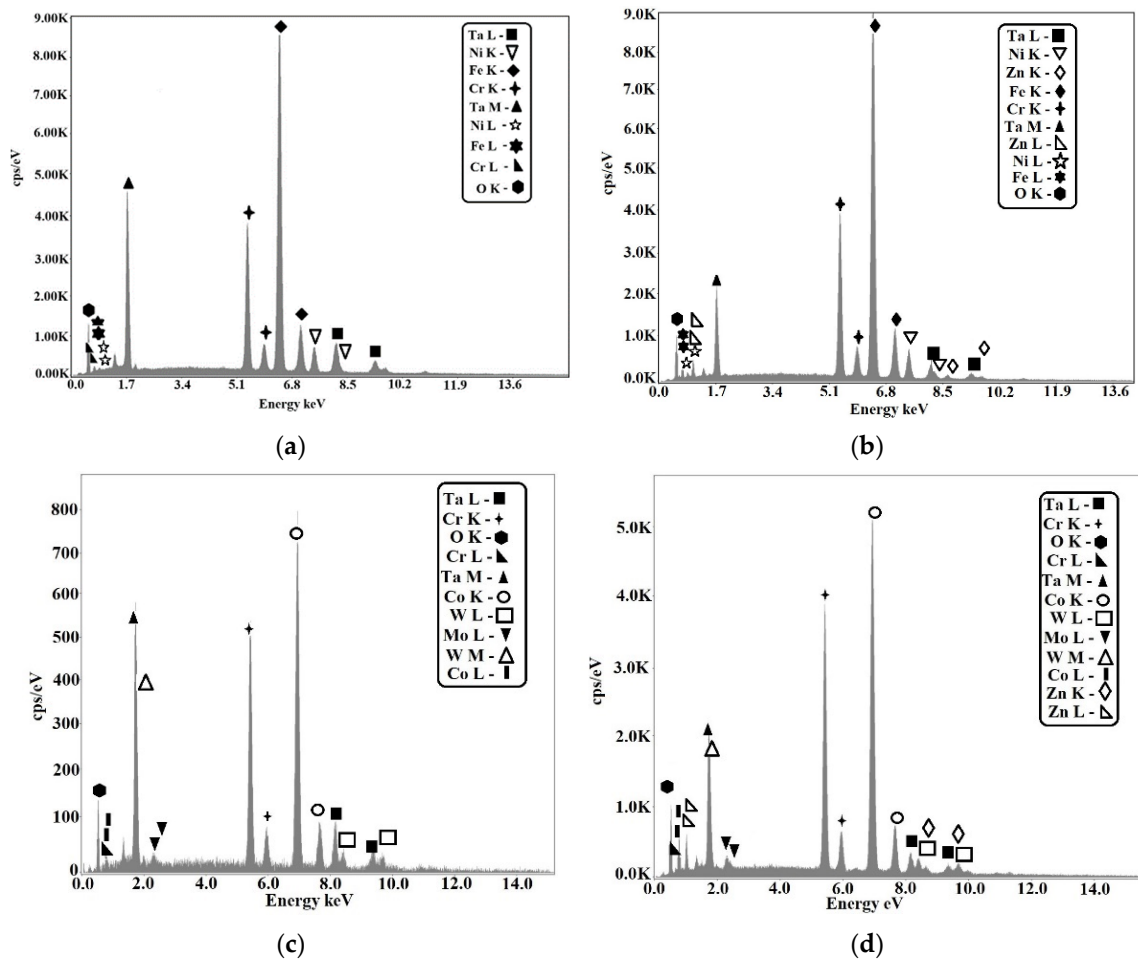 9.00K
8.00K
7.00K
6.00K
5.00K
4.00K
3.00K
2.00K
1.00K
0.00K
cps/eV
0.0 1.7 3.4 5.1 6.8 8.5 10.2 11.9 13.6
Energy keV
Ta L -
Ni K -
Fe K -
Cr K -
Ta M -
Ni L -
Fe L -
Cr L -
O K -
(a)
9.0K
8.0K
7.0K
6.0K
5.0K
4.0K
3.0K
2.0K
1.0K
0.0K
cps/eV
0.0 1.7 3.4 5.1 6.8 8.5 10.2 11.9 13.6
Energy keV
Ta L -
Ni K -
Zn K -
Fe K -
Cr K -
Ta M -
Zn L -
Ni L -
Fe L -
O K -
(b)
800
700
600
500
400
300
200
100
0
cps/eV
0.0 2.0 4.0 6.0 8.0 10.0 12.0 14.0
Energy keV
Ta L -
Cr K -
O K -
Cr L -
Ta M -
Co K -
W L -
Mo L -
W M -
Co L -
(c)
5.0K
4.0K
3.0K
2.0K
1.0K
0.0K
cps/eV
0.0 2.0 4.0 6.0 8.0 10.0 12.0 14.0
Energy eV
Ta L -
Cr K -
O K -
Cr L -
Ta M -
Co K -
W L -
Mo L -
W M -
Co L -
Zn K -
Zn L -
(d)